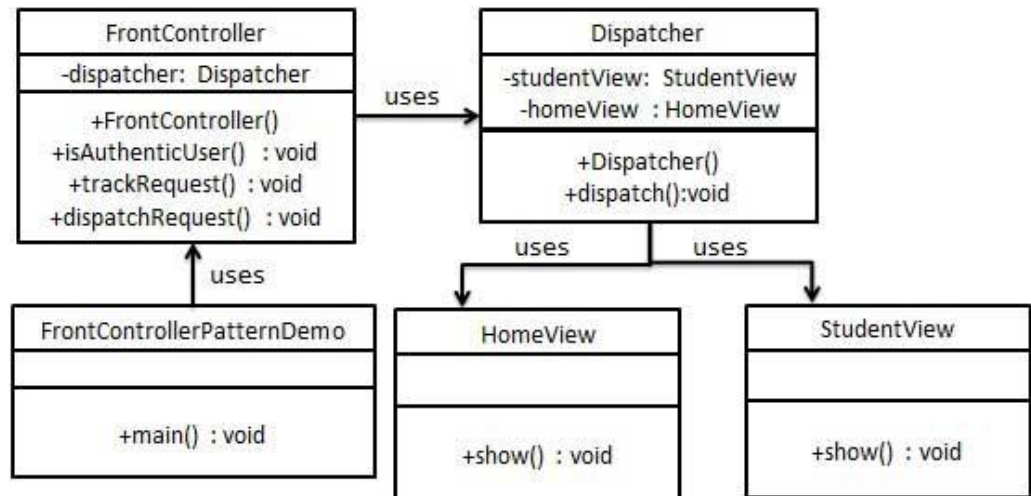 FrontController
-dispatcher: Dispatcher
+FrontController()
+isAuthenticUser() : void
+trackRequest() : void
+dispatchRequest() : void
uses
Dispatcher
-studentView: StudentView
-homeView : HomeView
+Dispatcher()
+dispatch():void
uses
uses
uses
FrontControllerPatternDemo
+main() : void
HomeView
+show() : void
StudentView
+show() : void